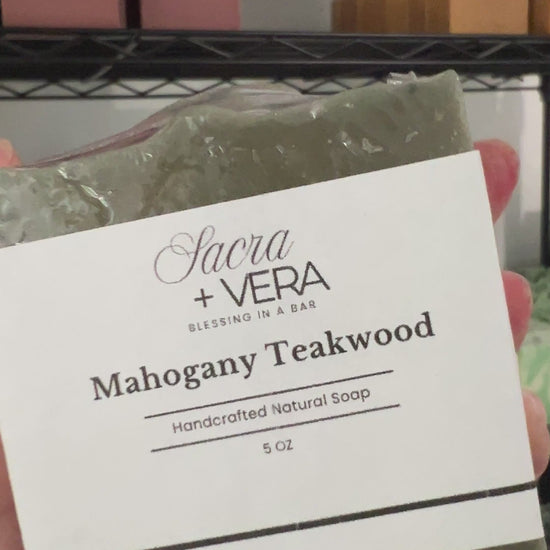 Sacra
+ VERA
BLESSING IN A BAR
Mahogany Teakwood
Handcrafted Natural Soap
5 OZ